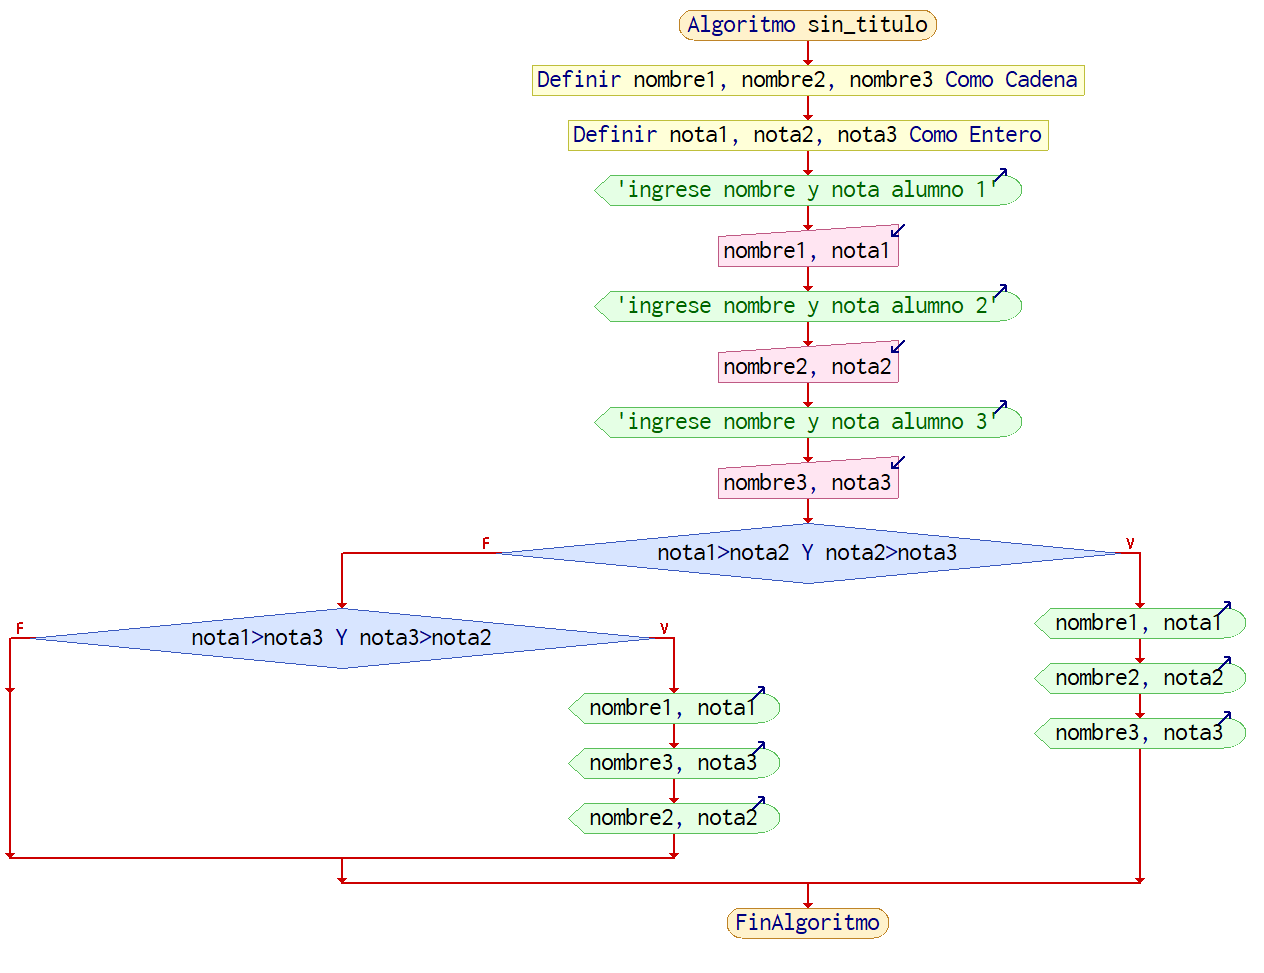 Algoritmo sin_titulo
Definir nombre1, nombre2, nombre3 Como Cadena
Definir nota1, nota2, nota3 Como Entero
'ingrese nombre y nota alumno 1'
nombre1, nota1
'ingrese nombre y nota alumno 2'
nombre2, nota2
'ingrese nombre y nota alumno 3'
nombre3, nota3
F
nota1>nota2 Y nota2>nota3
V
F
nota1>nota3 Y nota3>nota2
V
nombre1, nota1
nombre3, nota3
nombre2, nota2
nombre1, nota1
nombre2, nota2
nombre3, nota3
FinAlgoritmo